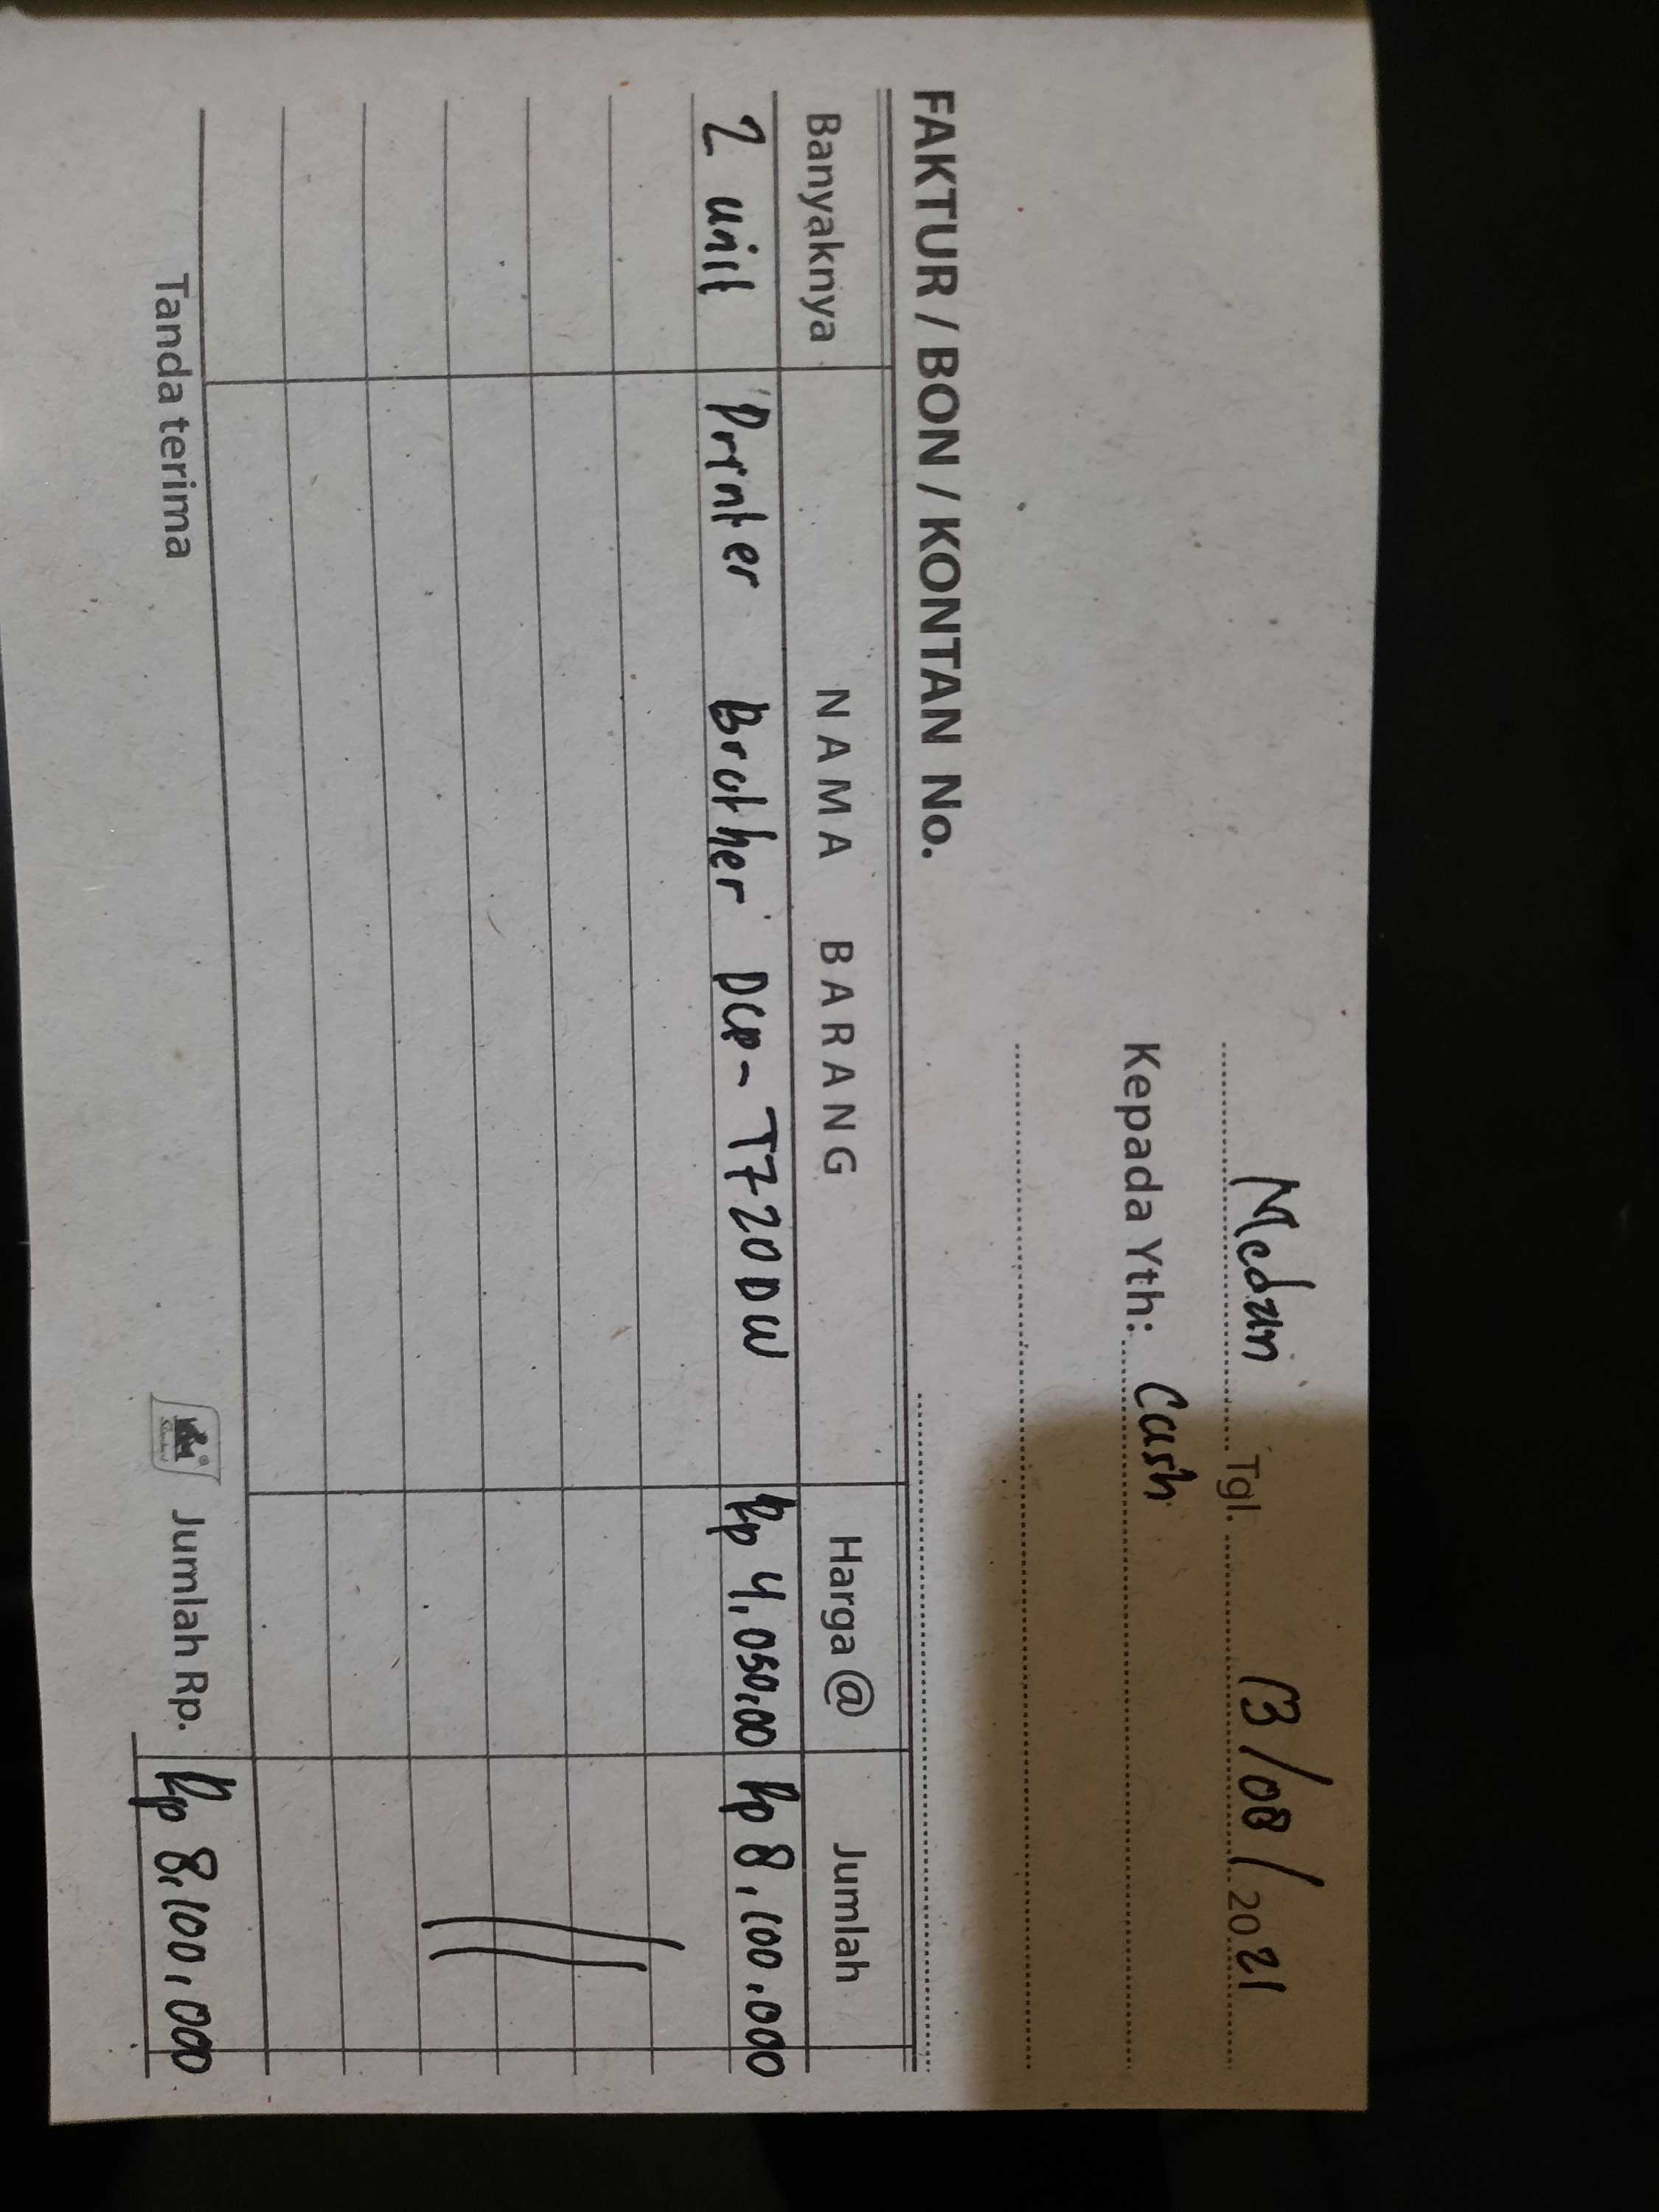 Medan Tgl. 13/08/2021
Kepada Yth: Cash
FAKTUR / BON / KONTAN No.
Banyaknya NAMA BARANG Harga @ Jumlah
2 unit Printer Brother DCP-T720DW Rp 4,050,00 Rp 8,100.000
Tanda terima Jumlah Rp. Rp 8,100,000